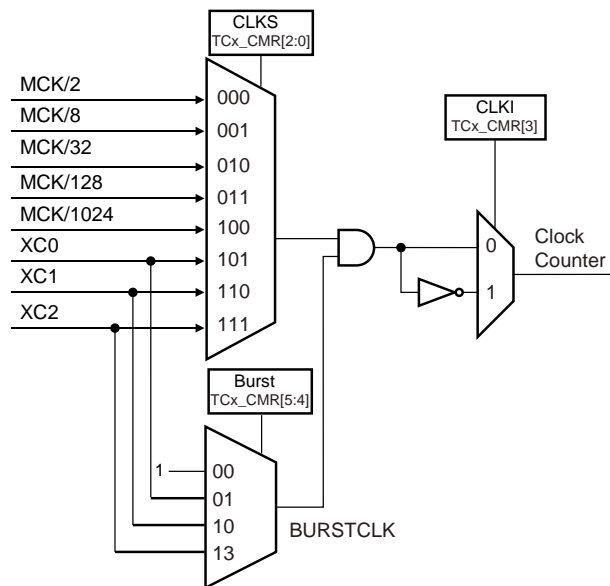 CLKS
TCx_CMR[2:0]
MCK/2
000
MCK/8
001
MCK/32
010
MCK/128
011
MCK/1024
100
XC0
101
XC1
110
XC2
111
CLKI
TCx_CMR[3]
0
1
Clock
Counter
Burst
TCx_CMR[5:4]
1
00
01
10
13
BURSTCLK